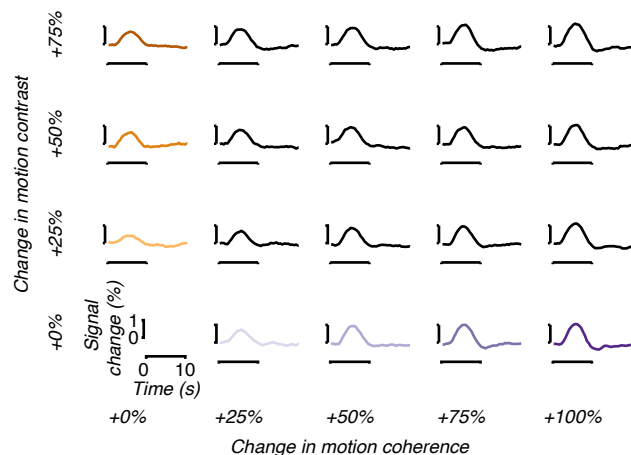 Change in motion contrast
+75%
+50%
+25%
+0%
Signal
change (%)
1
0
0 10
Time (s)
+0% +25% +50% +75% +100%
Change in motion coherence